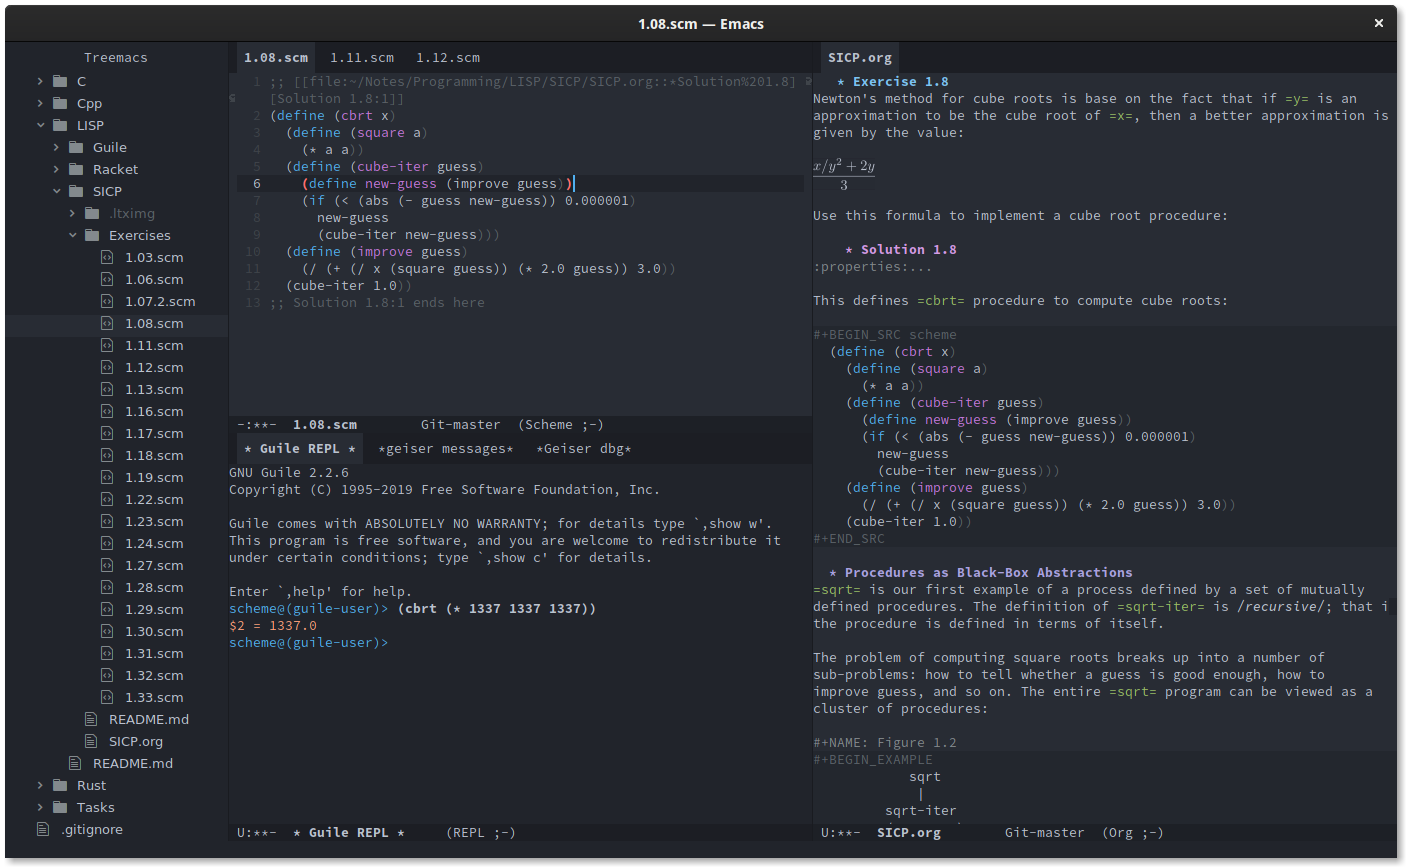 1.08.scm — Emacs
Treemacs
C
Cpp
LISP
Guile
Racket
SICP
.ltximg
Exercises
1.03.scm
1.06.scm
1.07.2.scm
1.08.scm
1.11.scm
1.12.scm
1.13.scm
1.16.scm
1.17.scm
1.18.scm
1.19.scm
1.22.scm
1.23.scm
1.24.scm
1.27.scm
1.28.scm
1.29.scm
1.30.scm
1.31.scm
1.32.scm
1.33.scm
README.md
SICP.org
README.md
Rust
Tasks
.gitignore
1.08.scm 1.11.scm 1.12.scm
1 ;; [[file:~/Notes/Programming/LISP/SICP/SICP.org::*Solution%201.8]
[Solution 1.8:1]]
2 (define (cbrt x)
3 (define (square a)
4 (* a a))
5 (define (cube-iter guess)
6 (define new-guess (improve guess))
7 (if (< (abs (- guess new-guess)) 0.000001)
8 new-guess
9 (cube-iter new-guess)))
10 (define (improve guess)
11 (/ (+ (/ x (square guess)) (* 2.0 guess)) 3.0))
12 (cube-iter 1.0))
13 ;; Solution 1.8:1 ends here
-:**- 1.08.scm Git-master (Scheme ;-)
* Guile REPL * *geiser messages* *Geiser dbg*
GNU Guile 2.2.6
Copyright (C) 1995-2019 Free Software Foundation, Inc.
Guile comes with ABSOLUTELY NO WARRANTY; for details type `,show w'.
This program is free software, and you are welcome to redistribute it
under certain conditions; type `,show c' for details.
Enter `,help' for help.
scheme@(guile-user)> (cbrt (* 1337 1337 1337))
$2 = 1337.0
scheme@(guile-user)>
U:**- * Guile REPL * (REPL ;-)
SICP.org
* Exercise 1.8
Newton's method for cube roots is base on the fact that if =y= is an
approximation to be the cube root of =x=, then a better approximation is
given by the value:
x/y² + 2y
3
Use this formula to implement a cube root procedure:
* Solution 1.8
:properties:...
This defines =cbrt= procedure to compute cube roots:
#+BEGIN_SRC scheme
(define (cbrt x)
(define (square a)
(* a a))
(define (cube-iter guess)
(define new-guess (improve guess))
(if (< (abs (- guess new-guess)) 0.000001)
new-guess
(cube-iter new-guess)))
(define (improve guess)
(/ (+ (/ x (square guess)) (* 2.0 guess)) 3.0))
(cube-iter 1.0))
#+END_SRC
* Procedures as Black-Box Abstractions
=sqrt= is our first example of a process defined by a set of mutually
defined procedures. The definition of =sqrt-iter= is /recursive/; that i
the procedure is defined in terms of itself.
The problem of computing square roots breaks up into a number of
sub-problems: how to tell whether a guess is good enough, how to
improve guess, and so on. The entire =sqrt= program can be viewed as a
cluster of procedures:
#+NAME: Figure 1.2
#+BEGIN_EXAMPLE
sqrt
|
sqrt-iter
U:**- SICP.org Git-master (Org ;-)